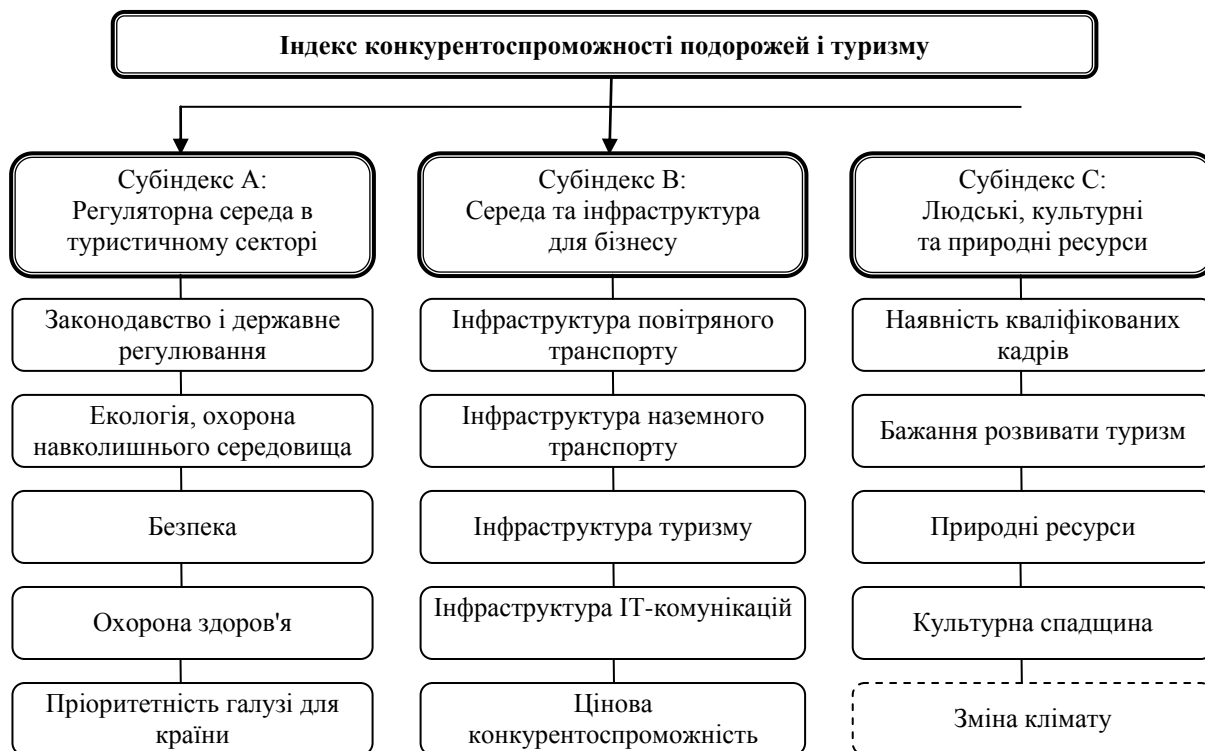 Індекс конкурентоспроможності подорожей і туризму
Субіндекс А:
Регуляторна середа в
туристичному секторі
Законодавство і державне
регулювання
Екологія, охорона
навколишнього середовища
Безпека
Охорона здоров'я
Пріоритетність галузі для
країни
Субіндекс В:
Середа та інфраструктура
для бізнесу
Інфраструктура повітряного
транспорту
Інфраструктура наземного
транспорту
Інфраструктура туризму
Інфраструктура ІТ-комунікацій
Цінова
конкурентоспроможність
Субіндекс С:
Людські, культурні
та природні ресурси
Наявність кваліфікованих
кадрів
Бажання розвивати туризм
Природні ресурси
Культурна спадщина
Зміна клімату